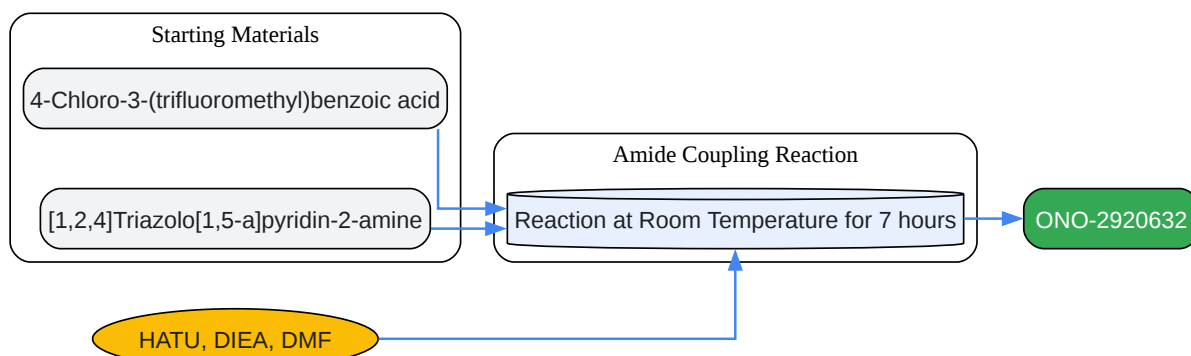 Starting Materials
4-Chloro-3-(trifluoromethyl)benzoic acid
[1,2,4]Triazolo[1,5-a]pyridin-2-amine
Amide Coupling Reaction
Reaction at Room Temperature for 7 hours
ONO-2920632
HATU, DIEA, DMF